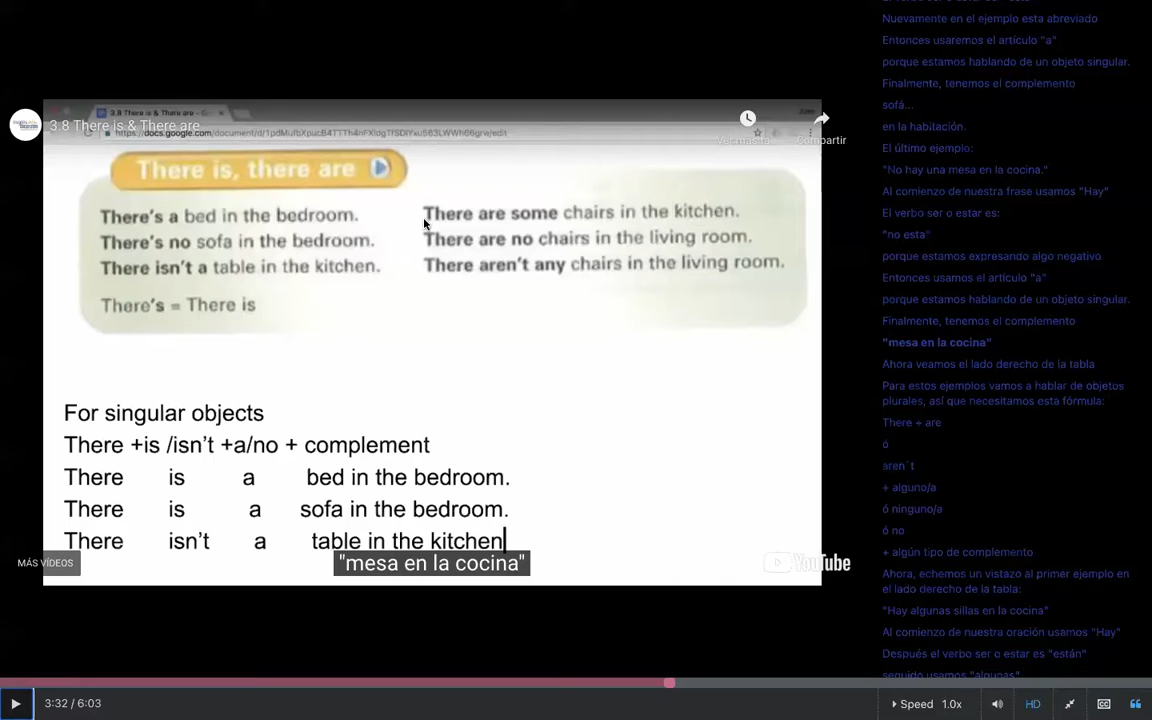 Nuevamente en el ejemplo esta abreviado
Entonces usaremos el artículo "a"
porque estamos hablando de un objeto singular.
Finalmente, tenemos el complemento
sofá...
en la habitación.
El último ejemplo:
"No hay una mesa en la cocina."
Al comienzo de nuestra frase usamos "Hay"
El verbo ser o estar es:
"no esta"
porque estamos expresando algo negativo
Entonces usamos el artículo "a"
porque estamos hablando de un objeto singular.
Finalmente, tenemos el complemento
"mesa en la cocina"
Ahora veamos el lado derecho de la tabla
Para estos ejemplos vamos a hablar de objetos
plurales, así que necesitamos esta fórmula:
There + are
ó
aren´t
+ alguno/a
ó ninguno/a
ó no
+ algún tipo de complemento
Ahora, echemos un vistazo al primer ejemplo en
el lado derecho de la tabla:
"Hay algunas sillas en la cocina"
Al comienzo de nuestra oración usamos "Hay"
Después el verbo ser o estar es "están"
seguido usamos "algunas"
3.8 There is & There are
Compartir
There is, there are
There's a bed in the bedroom.
There's no sofa in the bedroom.
There isn't a table in the kitchen.
There's = There is
There are some chairs in the kitchen.
There are no chairs in the living room.
There aren't any chairs in the living room.
For singular objects
There +is /isn't +a/no + complement
There is a bed in the bedroom.
There is a sofa in the bedroom.
There isn't a table in the kitchen
"mesa en la cocina"
MÁS VÍDEOS
YouTube
3:32 / 6:03
Speed 1.0x
HD